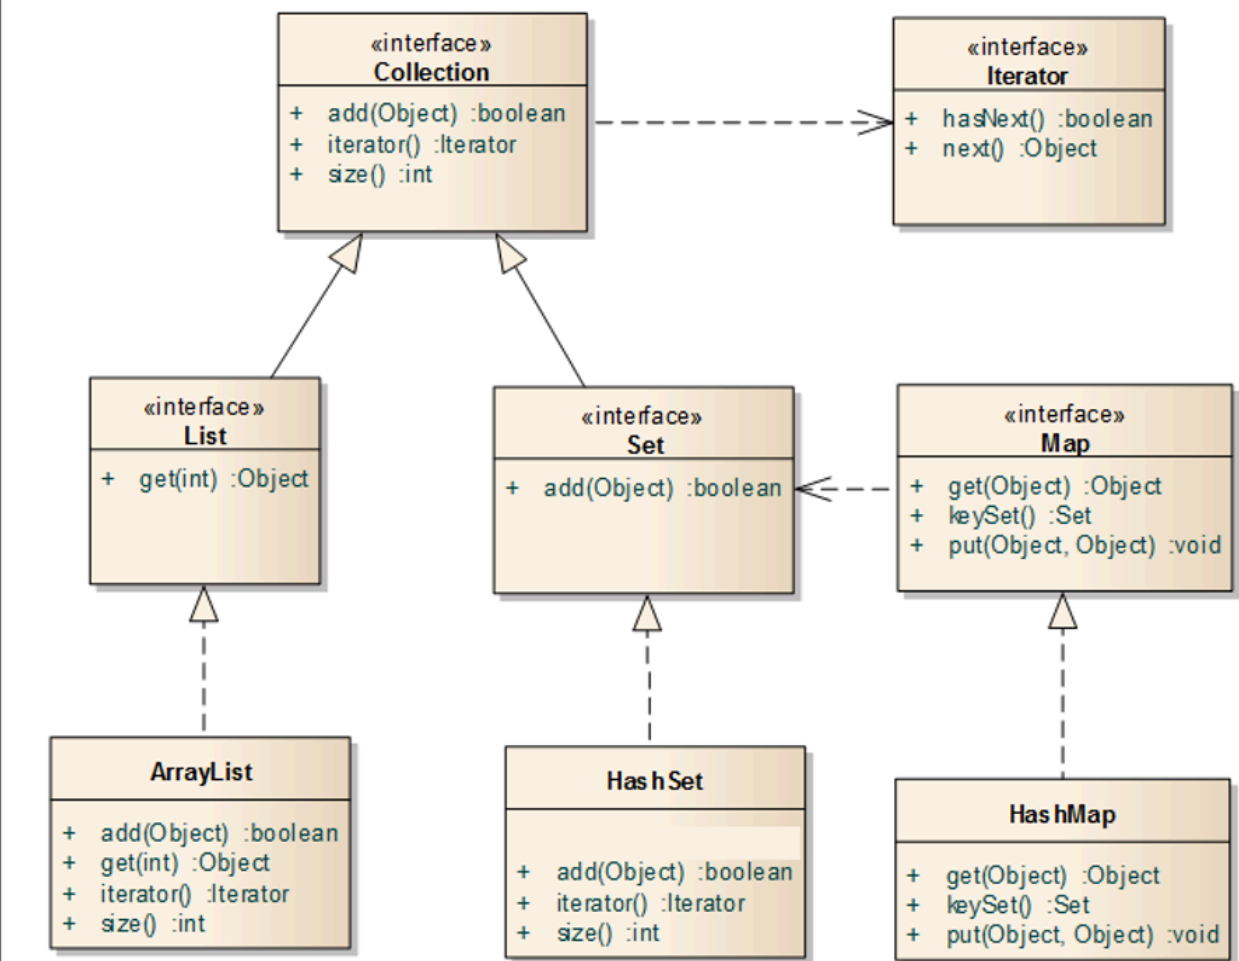 «interface»
Collection
+ add(Object) :boolean
+ iterator() :Iterator
+ size() :int
«interface»
Iterator
+ hasNext() :boolean
+ next() :Object
«interface»
List
+ get(int) :Object
«interface»
Set
+ add(Object) :boolean
«interface»
Map
+ get(Object) :Object
+ keySet() :Set
+ put(Object, Object) :void
ArrayList
+ add(Object) :boolean
+ get(int) :Object
+ iterator() :Iterator
+ size() :int
HashSet
+ add(Object) :boolean
+ iterator() :Iterator
+ size() :int
HashMap
+ get(Object) :Object
+ keySet() :Set
+ put(Object, Object) :void